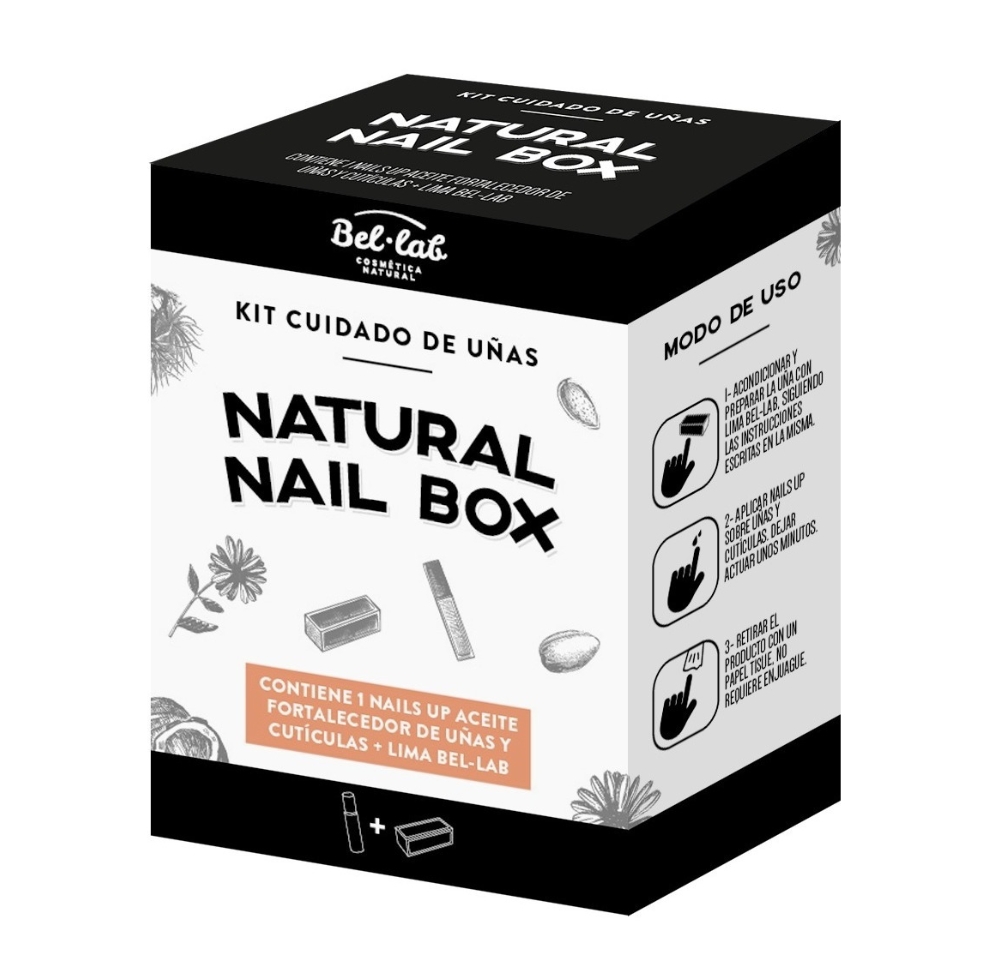 KIT CUIDADO DE UÑAS
NATURAL
NAIL BOX
CONTIENE 1 NAILS UP ACEITE FORTALECEDOR DE
UÑAS Y CUTÍCULAS + LIMA BEL-LAB
Bel·lab
COSMÉTICA
NATURAL
KIT CUIDADO DE UÑAS
NATURAL
NAIL BOX
CONTIENE 1 NAILS UP ACEITE
FORTALECEDOR DE UÑAS Y
CUTÍCULAS + LIMA BEL-LAB
+
MODO DE USO
1- ACONDICIONAR Y
PREPARAR LA UÑA CON
LIMA BEL-LAB, SIGUIENDO
LAS INSTRUCCIONES
ESCRITAS EN LA MISMA.
2- APLICAR NAILS UP
SOBRE UÑAS Y
CUTÍCULAS. DEJAR
ACTUAR UNOS MINUTOS.
3- RETIRAR EL
PRODUCTO CON UN
PAPEL TISUE. NO
REQUIERE ENJUAGUE.